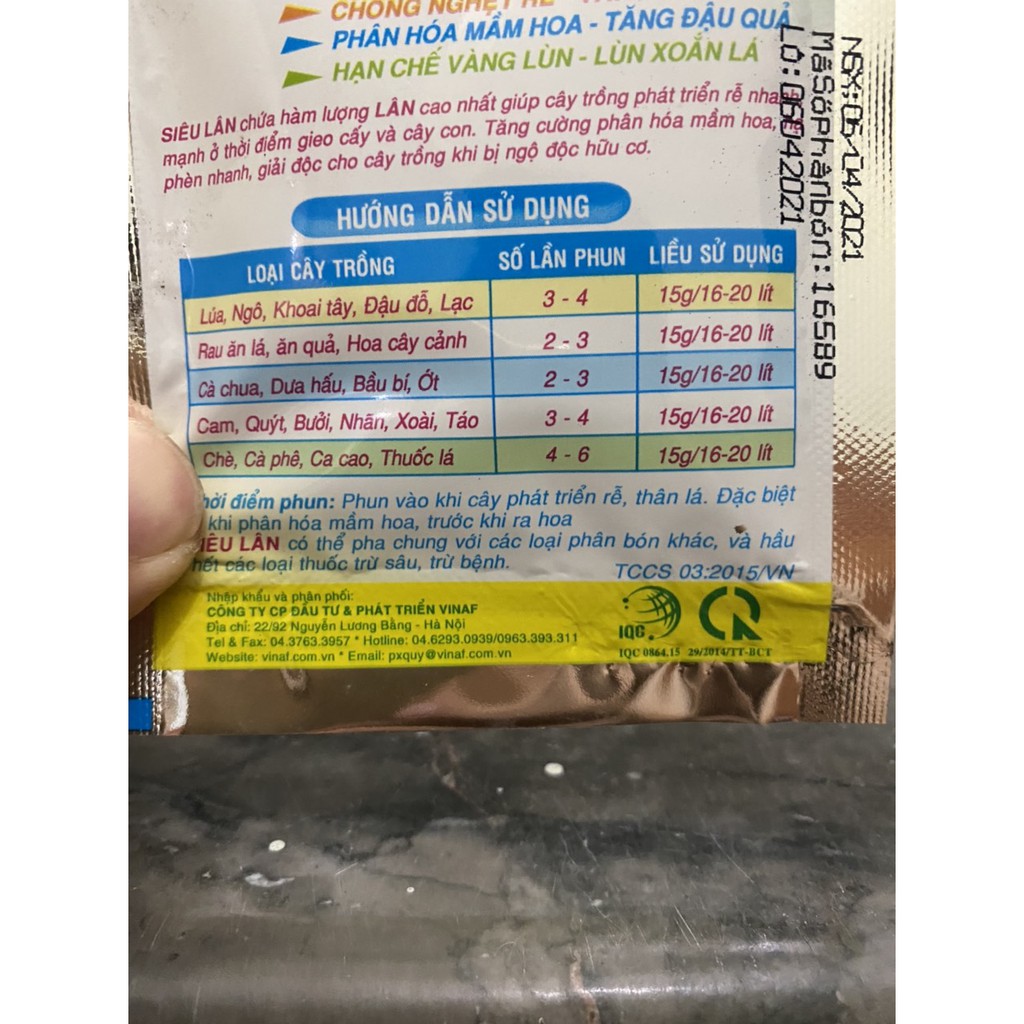 CHỐNG NGHẸT RỄ -
PHÂN HÓA MẦM HOA - TĂNG ĐẬU QUẢ
HẠN CHẾ VÀNG LÙN - LÙN XOẮN LÁ
SIÊU LÂN chứa hàm lượng LÂN cao nhất giúp cây trồng phát triển rễ nhanh
mạnh ở thời điểm gieo cấy và cây con. Tăng cường phân hóa mầm hoa,
phèn nhanh, giải độc cho cây trồng khi bị ngộ độc hữu cơ.
HƯỚNG DẪN SỬ DỤNG
LOẠI CÂY TRỒNG SỐ LẦN PHUN LIỀU SỬ DỤNG
Lúa, Ngô, Khoai tây, Đậu đỗ, Lạc 3 - 4 15g/16-20 lít
Rau ăn lá, ăn quả, Hoa cây cảnh 2 - 3 15g/16-20 lít
Cà chua, Dưa hấu, Bầu bí, Ớt 2 - 3 15g/16-20 lít
Cam, Quýt, Bưởi, Nhãn, Xoài, Táo 3 - 4 15g/16-20 lít
Chè, Cà phê, Ca cao, Thuốc lá 4 - 6 15g/16-20 lít
hời điểm phun: Phun vào khi cây phát triển rễ, thân lá. Đặc biệt
khi phân hóa mầm hoa, trước khi ra hoa
IÊU LÂN có thể pha chung với các loại phân bón khác, và hầu
hết các loại thuốc trừ sâu, trừ bệnh.
TCCS 03:2015/VN
Nhập khẩu và phân phối:
CÔNG TY CP ĐẦU TƯ & PHÁT TRIỂN VINAF
Địa chỉ: 22/92 Nguyễn Lương Bằng - Hà Nội
Tel & Fax: 04.3763.3957 * Hotline: 04.6293.0939/0963.393.311
Website: vinaf.com.vn * Email: pxquy@vinaf.com.vn
IQC
IQC 0864.15 29/2014/TT-BCT
NSX:06/04/2021
MãSốPhânbón:16589
Lô:06042021